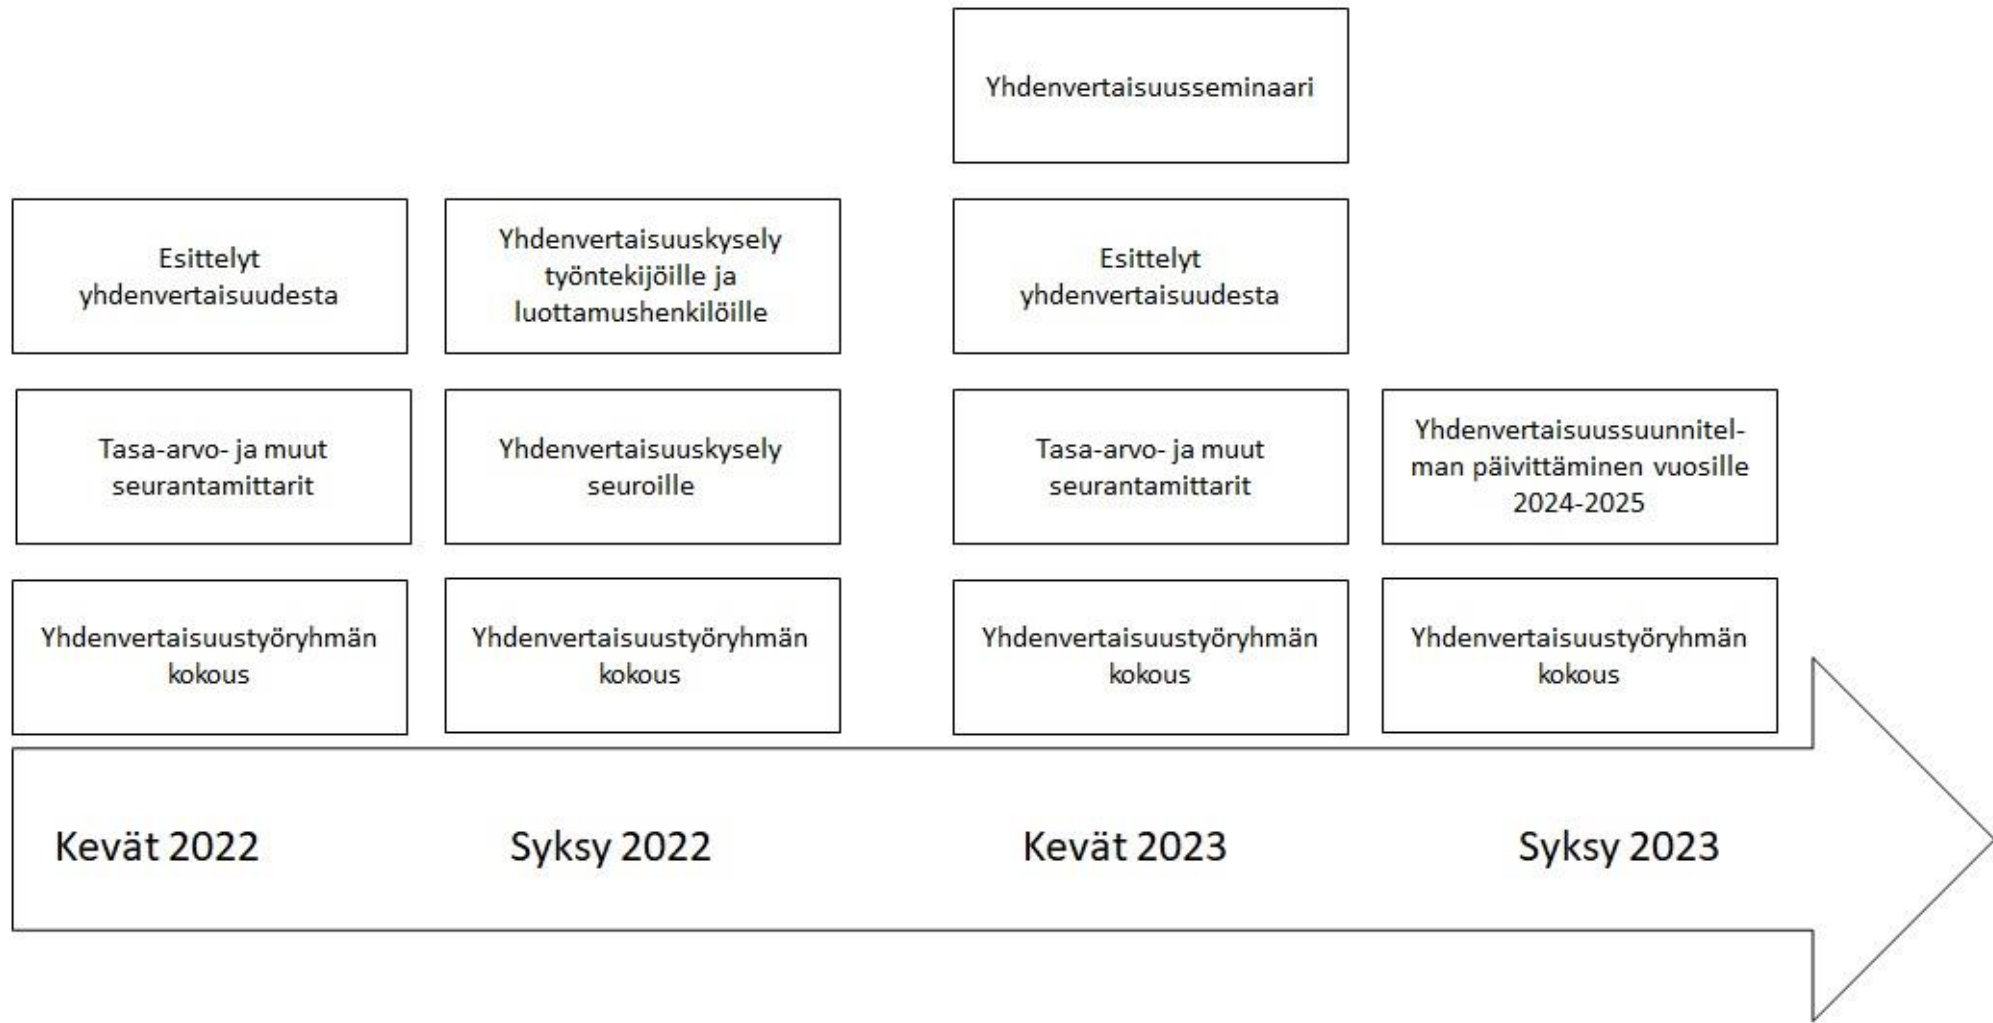 Yhdenvertaisuusseminaari
Esittelyt
yhdenvertaisuudesta
Yhdenvertaisuuskysely
työntekijöille ja
luottamushenkilöille
Esittelyt
yhdenvertaisuudesta
Tasa-arvo- ja muut
seurantamittarit
Yhdenvertaisuuskysely
seuroille
Tasa-arvo- ja muut
seurantamittarit
Yhdenvertaisuussuunnitel-
man päivittäminen vuosille
2024-2025
Yhdenvertaisuustyöryhmän
kokous
Yhdenvertaisuustyöryhmän
kokous
Yhdenvertaisuustyöryhmän
kokous
Yhdenvertaisuustyöryhmän
kokous
Kevät 2022
Syksy 2022
Kevät 2023
Syksy 2023